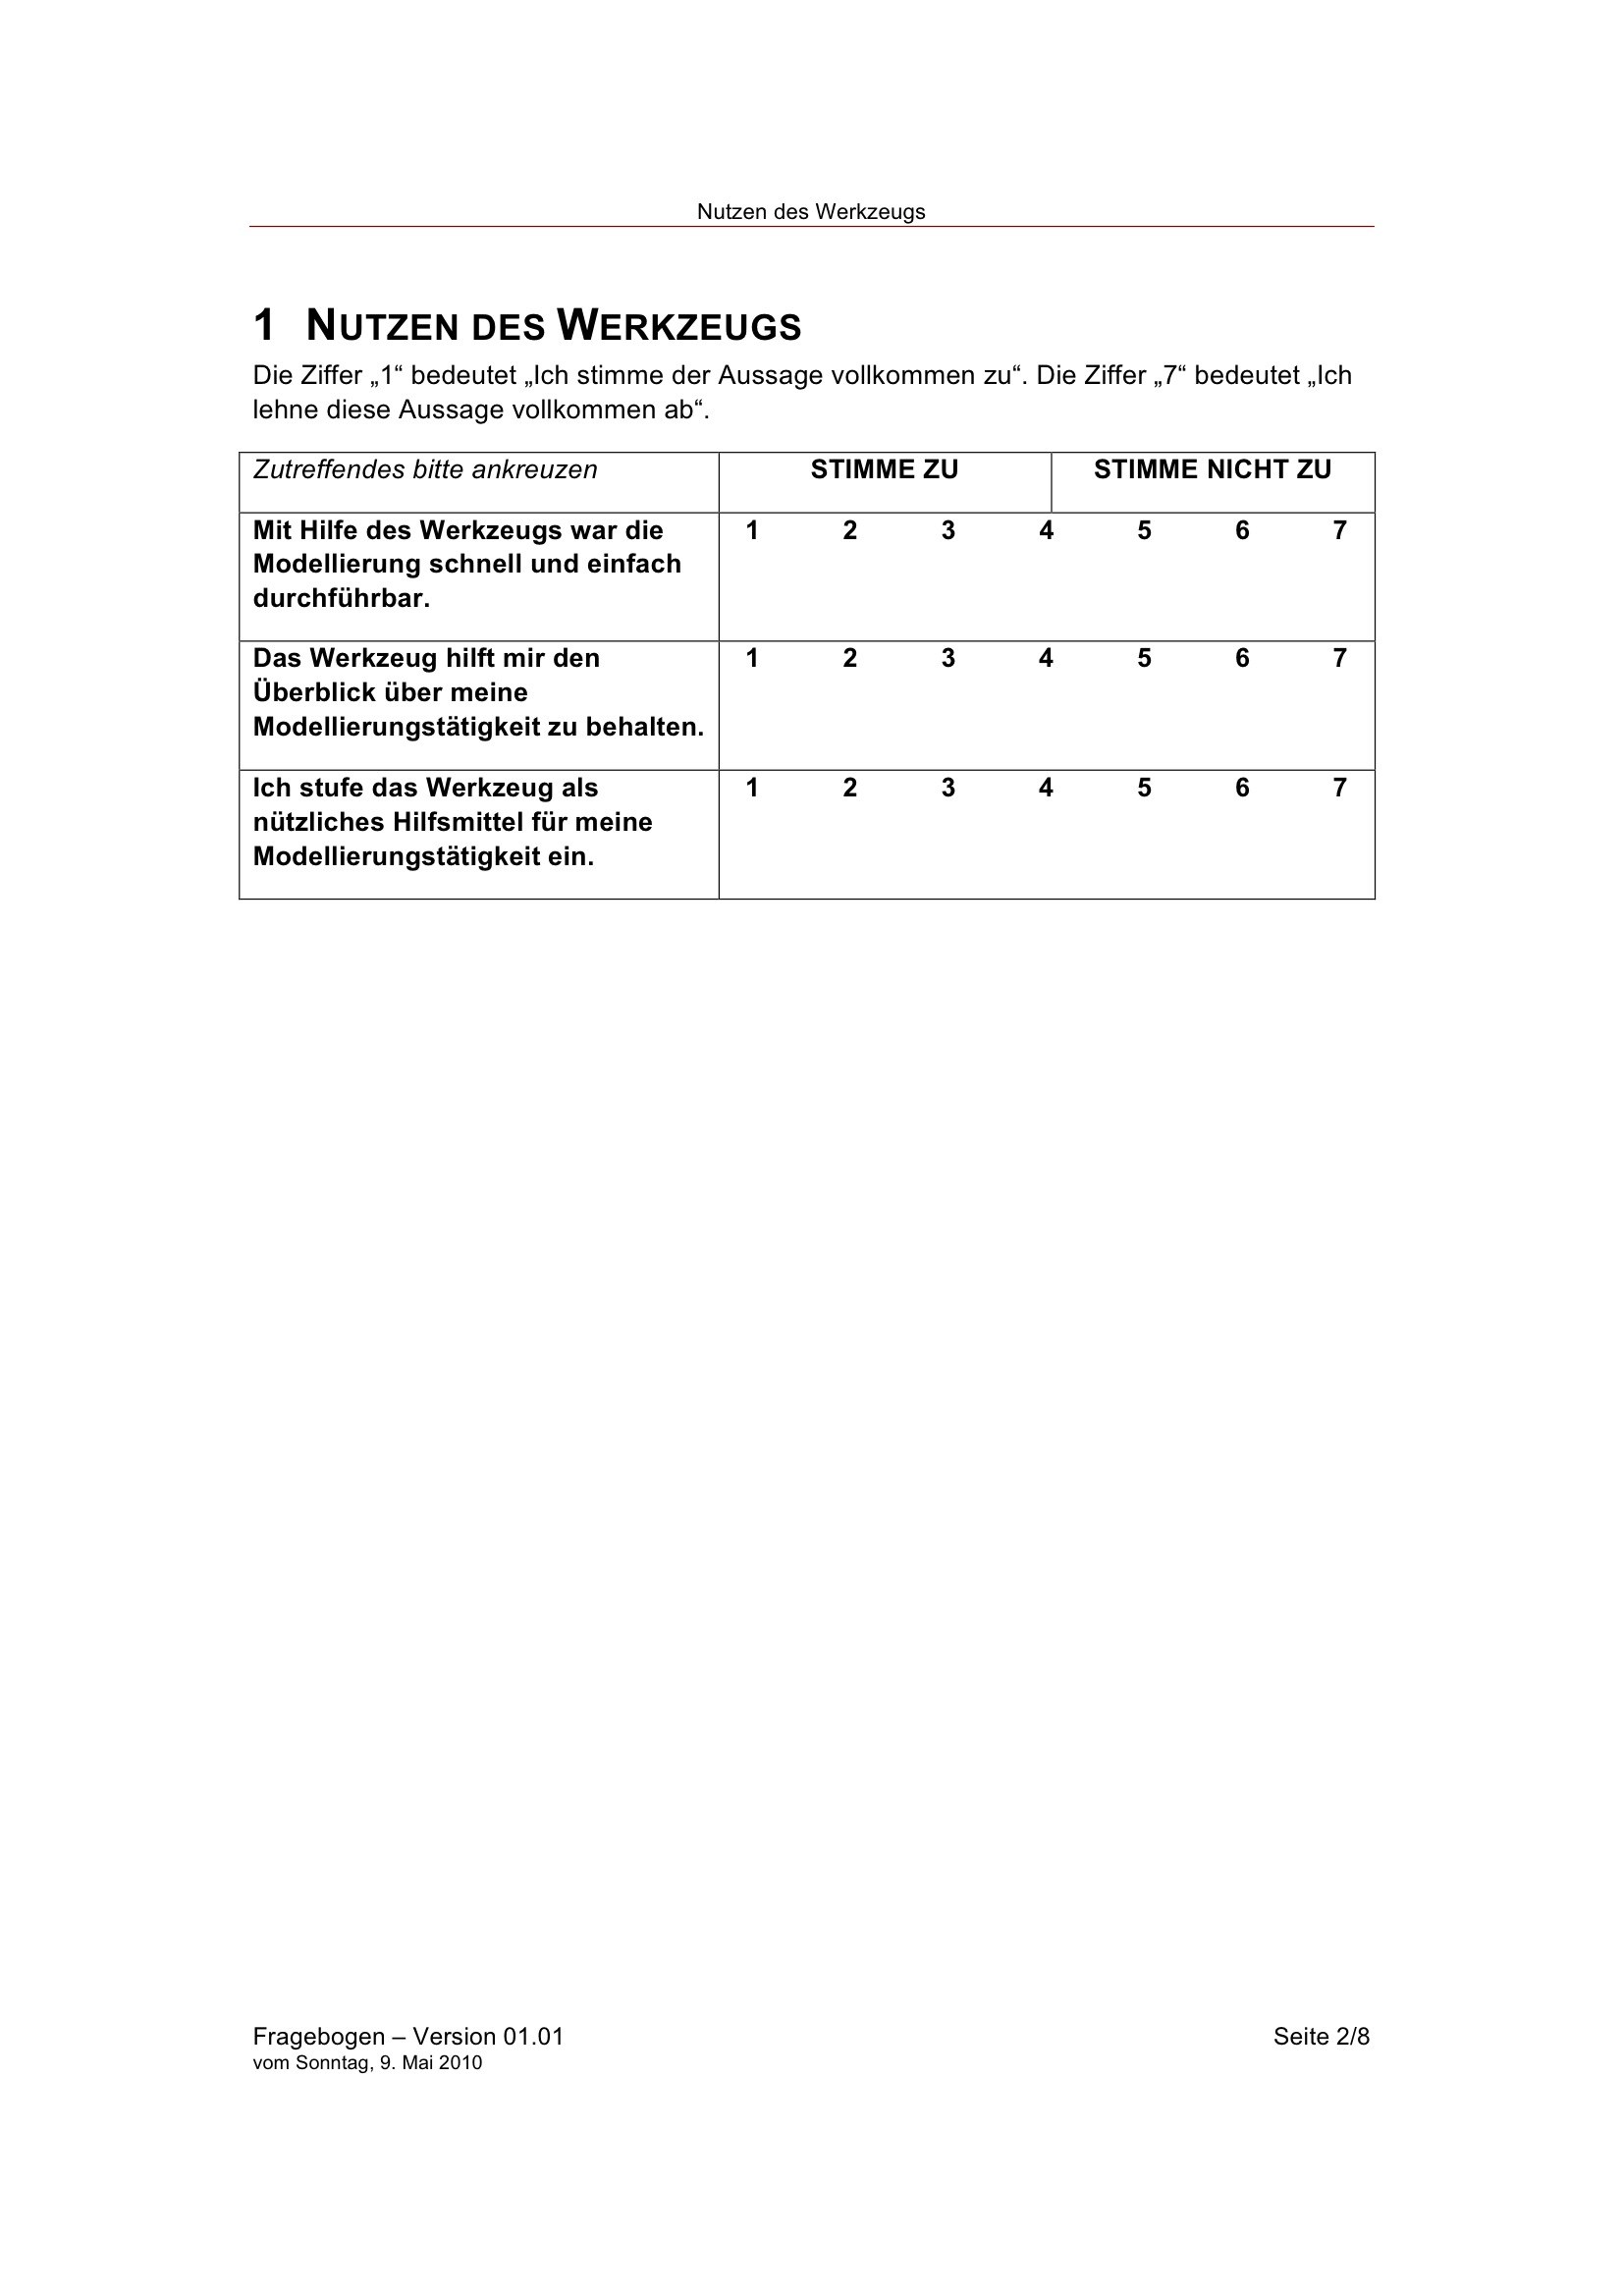 Nutzen des Werkzeugs
1 NUTZEN DES WERKZEUGS
Die Ziffer „1“ bedeutet „Ich stimme der Aussage vollkommen zu“. Die Ziffer „7“ bedeutet „Ich
lehne diese Aussage vollkommen ab“.
Zutreffendes bitte ankreuzen STIMME ZU STIMME NICHT ZU
Mit Hilfe des Werkzeugs war die 1 2 3 4 5 6 7
Modellierung schnell und einfach
durchführbar.
Das Werkzeug hilft mir den 1 2 3 4 5 6 7
Überblick über meine
Modellierungstätigkeit zu behalten.
Ich stufe das Werkzeug als 1 2 3 4 5 6 7
nützliches Hilfsmittel für meine
Modellierungstätigkeit ein.
Fragebogen – Version 01.01 Seite 2/8
vom Sonntag, 9. Mai 2010